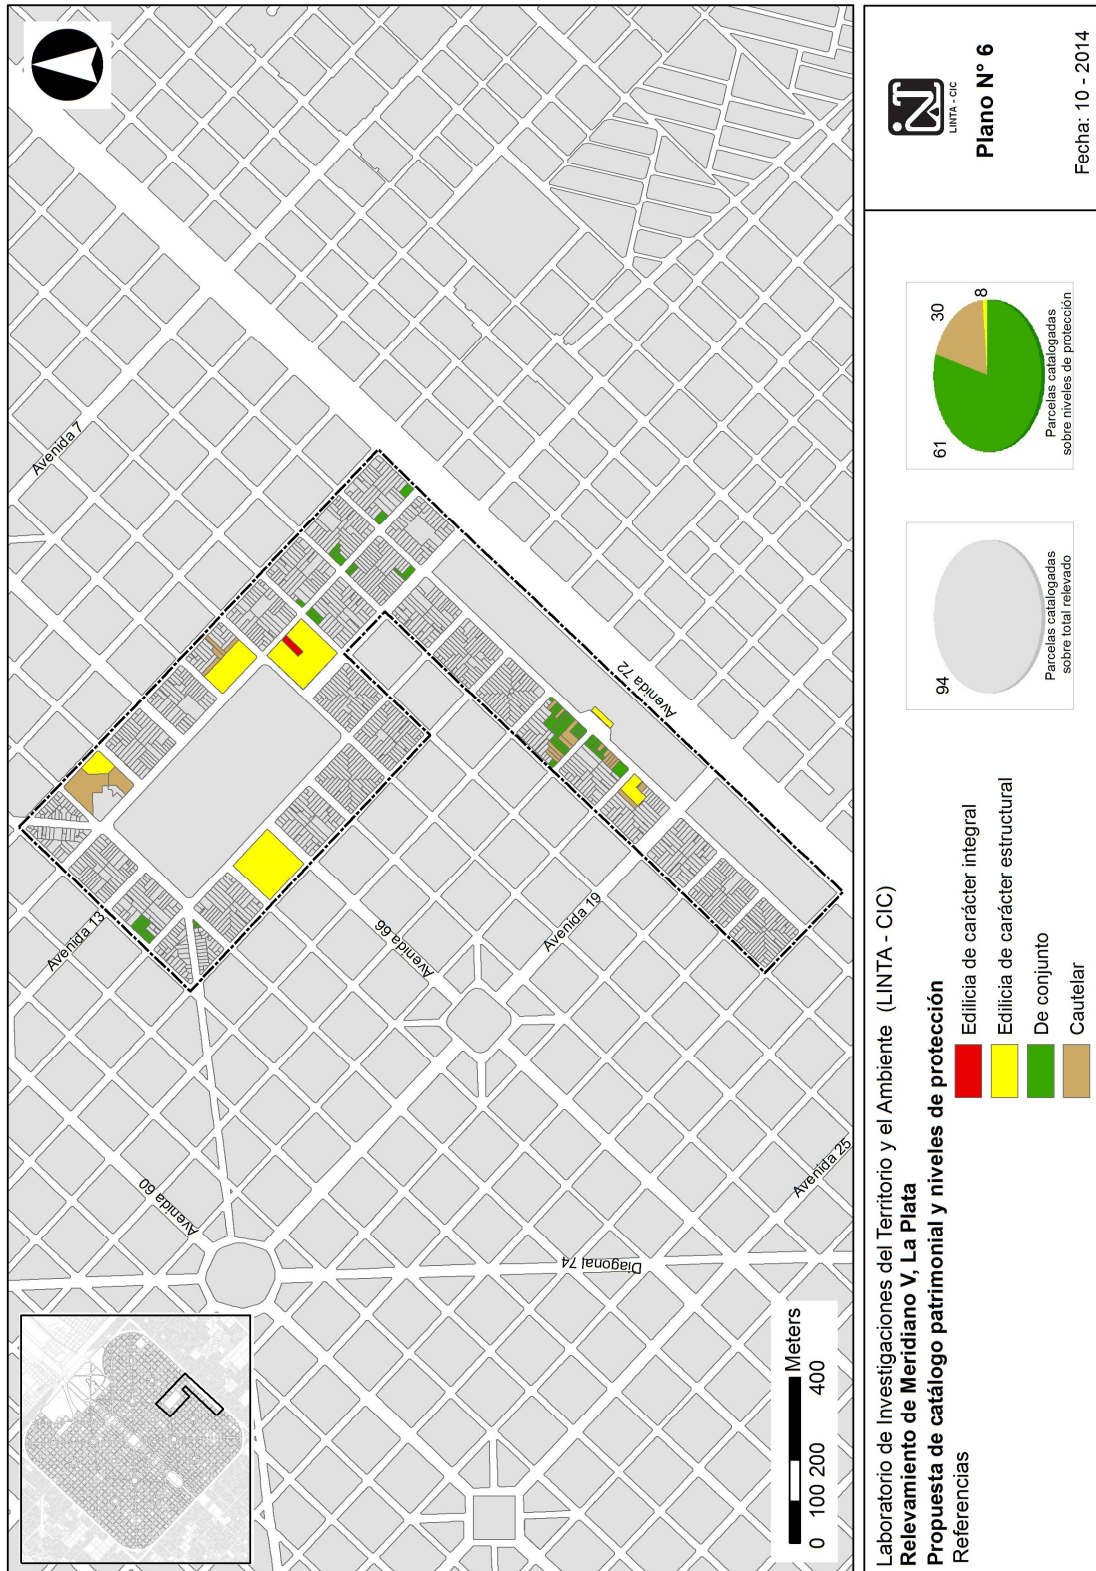 Avenida 7
Avenida 13
Avenida 60
Avenida 66
Avenida 19
Avenida 72
Avenida 25
Diagonal 74
Meters
0 100 200 400
Laboratorio de Investigaciones del Territorio y el Ambiente (LINTA - CIC)
Relevamiento de Meridiano V, La Plata
Propuesta de catálogo patrimonial y niveles de protección
Referencias
Edilicia de carácter integral
Edilicia de carácter estructural
De conjunto
Cautelar
94
Parcelas catalogadas
sobre total relevado
61
30
8
Parcelas catalogadas
sobre niveles de protección
LINTA - CIC
Plano N° 6
Fecha: 10 - 2014